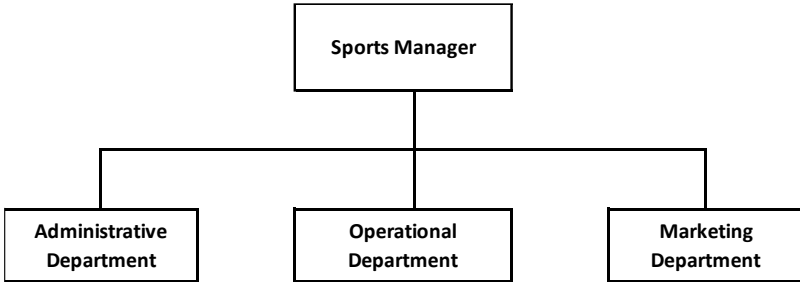 Sports Manager
Administrative
Department
Operational
Department
Marketing
Department